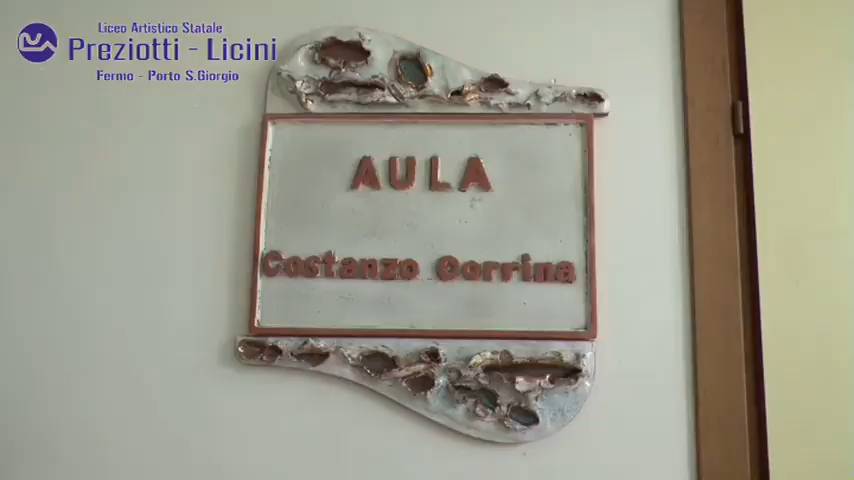 Liceo Artistico Statale
Preziotti - Licini
Fermo - Porto S.Giorgio
AULA
Costanzo Corrina